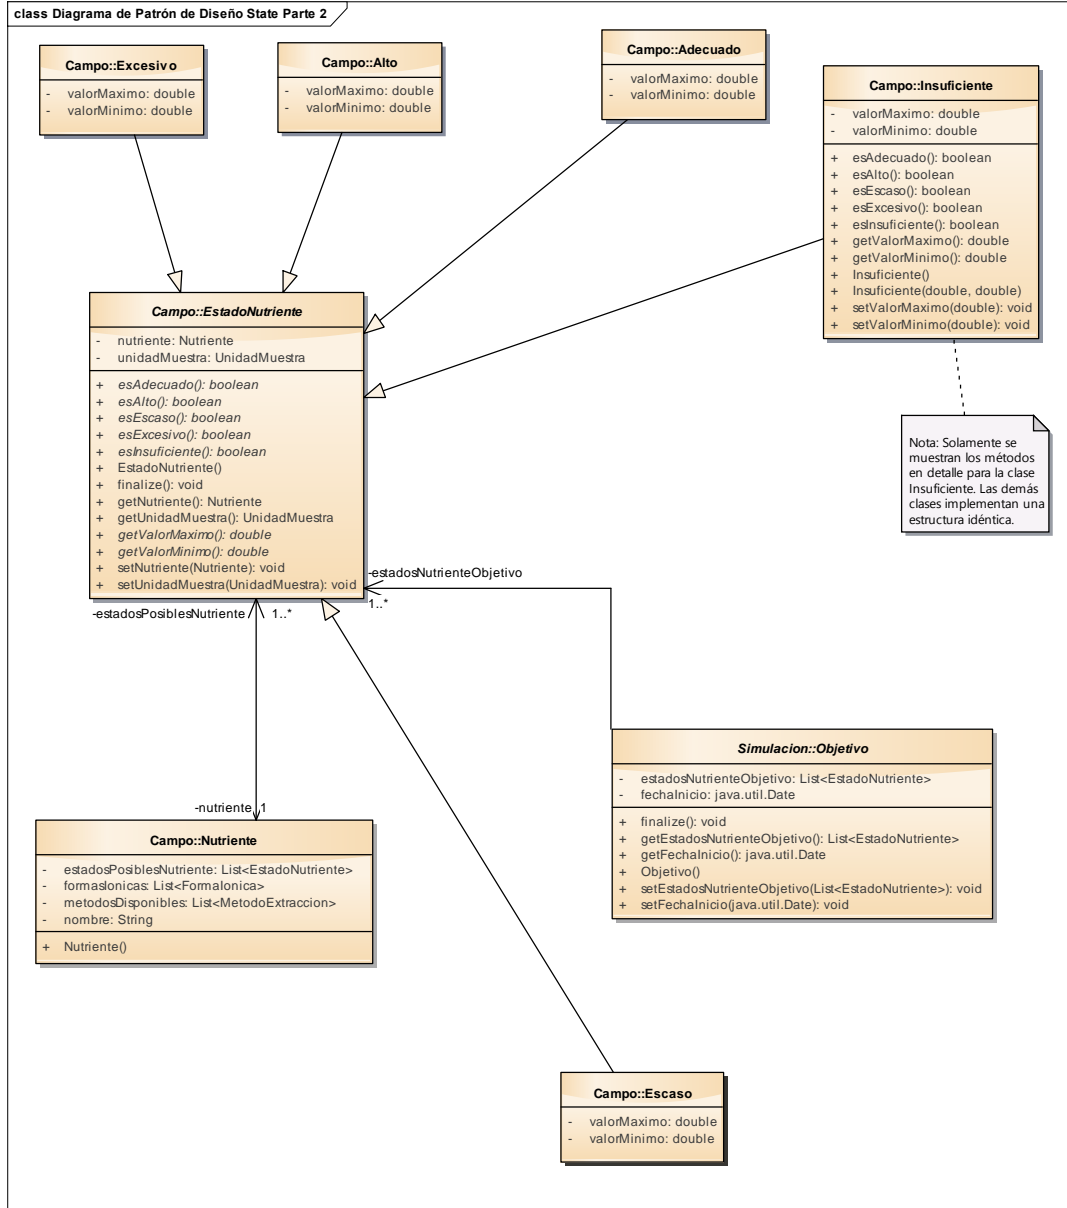 class Diagrama de Patrón de Diseño State Parte 2
Campo::Excesivo
- valorMaximo: double
- valorMinimo: double
Campo::Alto
- valorMaximo: double
- valorMinimo: double
Campo::Adecuado
- valorMaximo: double
- valorMinimo: double
Campo::Insuficiente
- valorMaximo: double
- valorMinimo: double
+ esAdecuado(): boolean
+ esAlto(): boolean
+ esEscaso(): boolean
+ esExcesivo(): boolean
+ esInsuficiente(): boolean
+ getValorMaximo(): double
+ getValorMinimo(): double
+ Insuficiente()
+ Insuficiente(double, double)
+ setValorMaximo(double): void
+ setValorMinimo(double): void
Campo::EstadoNutriente
- nutriente: Nutriente
- unidadMuestra: UnidadMuestra
+ esAdecuado(): boolean
+ esAlto(): boolean
+ esEscaso(): boolean
+ esExcesivo(): boolean
+ esInsuficiente(): boolean
+ EstadoNutriente()
+ finalize(): void
+ getNutriente(): Nutriente
+ getUnidadMuestra(): UnidadMuestra
+ getValorMaximo(): double
+ getValorMinimo(): double
+ setNutriente(Nutriente): void
+ setUnidadMuestra(UnidadMuestra): void
Nota: Solamente se
muestran los métodos
en detalle para la clase
Insuficiente. Las demás
clases implementan una
estructura idéntica.
-estadosNutrienteObjetivo
1..*
-estadosPosiblesNutriente
1..*
Simulacion::Objetivo
- estadosNutrienteObjetivo: List<EstadoNutriente>
- fechaInicio: java.util.Date
+ finalize(): void
+ getEstadosNutrienteObjetivo(): List<EstadoNutriente>
+ getFechaInicio(): java.util.Date
+ Objetivo()
+ setEstadosNutrienteObjetivo(List<EstadoNutriente>): void
+ setFechaInicio(java.util.Date): void
-nutriente 1
Campo::Nutriente
- estadosPosiblesNutriente: List<EstadoNutriente>
- formasIonicas: List<FormaIonica>
- metodosDisponibles: List<MetodoExtraccion>
- nombre: String
+ Nutriente()
Campo::Escaso
- valorMaximo: double
- valorMinimo: double